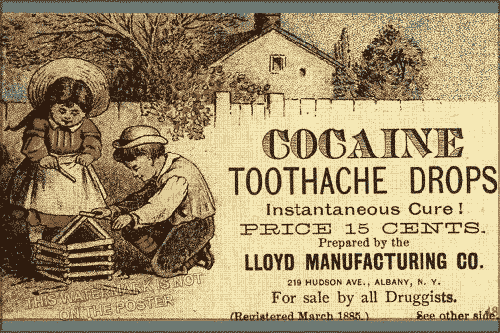 COCAINE
TOOTHACHE DROPS
Instantaneous Cure!
PRICE 15 CENTS.
Prepared by the
LLOYD MANUFACTURING CO.
219 HUDSON AVE., ALBANY, N. Y.
For sale by all Druggists.
(Registered March 1885.) See other side.
THIS WATERMARK IS NOT
ON THE POSTER